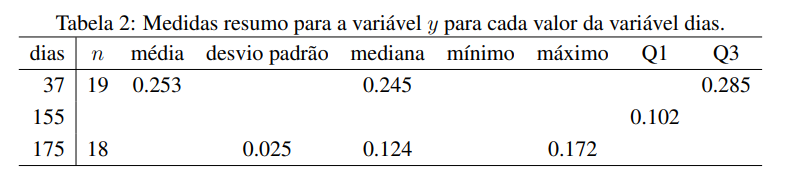 Tabela 2: Medidas resumo para a variável y para cada valor da variável dias.
dias n média desvio padrão mediana mínimo máximo Q1 Q3
37 19 0.253 0.245 0.285
155 0.102
175 18 0.025 0.124 0.172